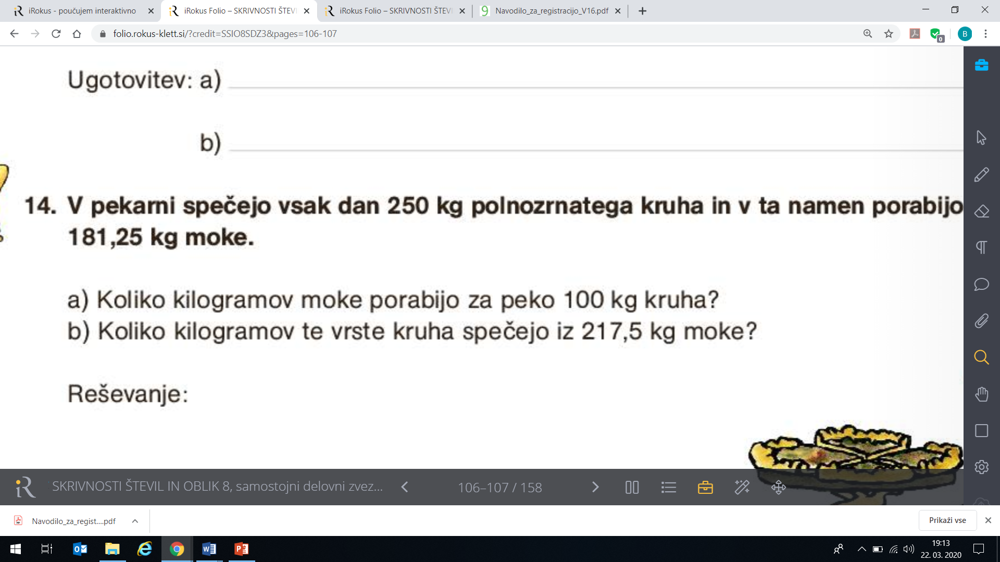 iRokus - poučujem interaktivno
iRokus Folio – SKRIVNOSTI ŠTEVI
iRokus Folio – SKRIVNOSTI ŠTEVI
Navodilo_za_registracijo_V16.pdf
folio.rokus-klett.si/?credit=SSIO8SDZ3&pages=106-107
0
B
Ugotovitev: a)
b)
14. V pekarni spečejo vsak dan 250 kg polnozrnatega kruha in v ta namen porabijo
181,25 kg moke.
a) Koliko kilogramov moke porabijo za peko 100 kg kruha?
b) Koliko kilogramov te vrste kruha spečejo iz 217,5 kg moke?
Reševanje:
iR SKRIVNOSTI ŠTEVIL IN OBLIK 8, samostojni delovni zvez...
106–107 / 158
Navodilo_za_regist....pdf
Prikaži vse
19:13
22. 03. 2020